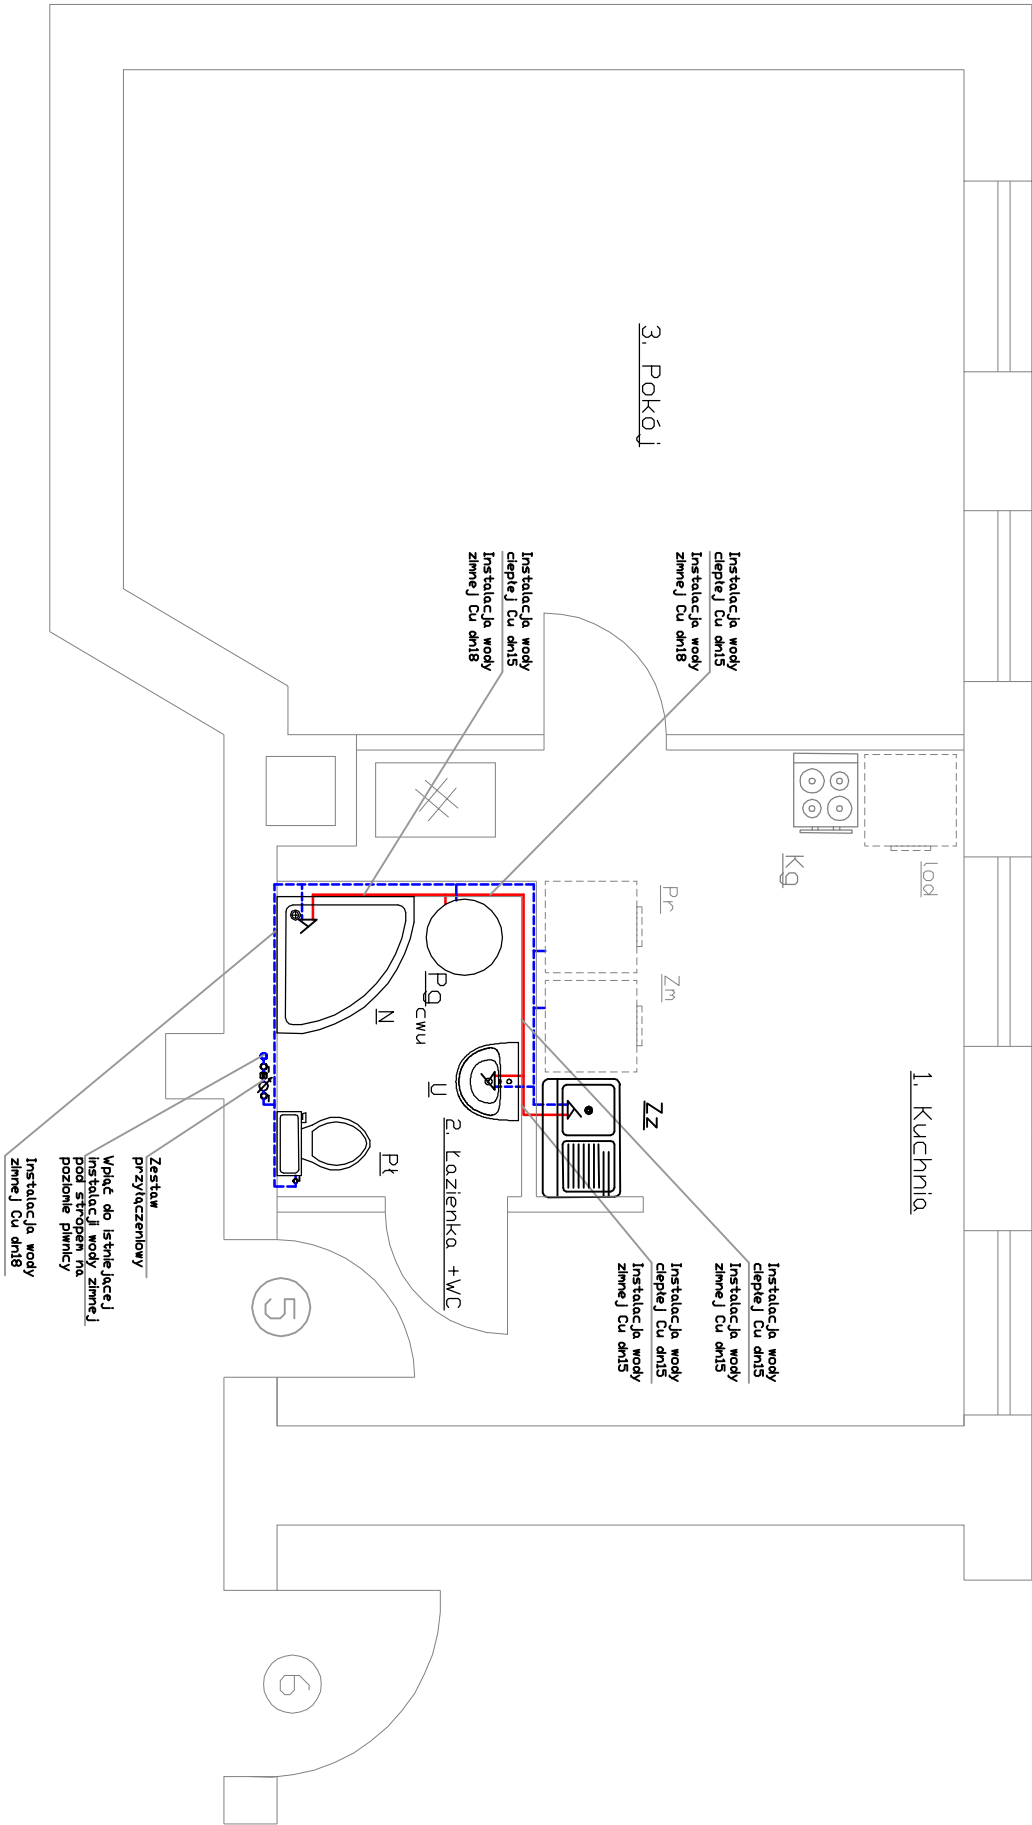 1. Kuchnia
Lod
Kg
Instalacja wody
ciepłej Cu dn15
Instalacja wody
zimnej Cu dn18
Instalacja wody
ciepłej Cu dn15
Instalacja wody
zimnej Cu dn15
3. Pokój
Pr
Zm
Zz
Instalacja wody
ciepłej Cu dn15
Instalacja wody
zimnej Cu dn15
Instalacja wody
ciepłej Cu dn15
Instalacja wody
zimnej Cu dn18
2. Łazienka +WC
Pg cwu
U
N
Pł
5
6
Zestaw
przyłączeniowy
Wpiąć do istniejącej
instalacji wody zimnej
pod stropem na
poziomie piwnicy
Instalacja wody
zimnej Cu dn18